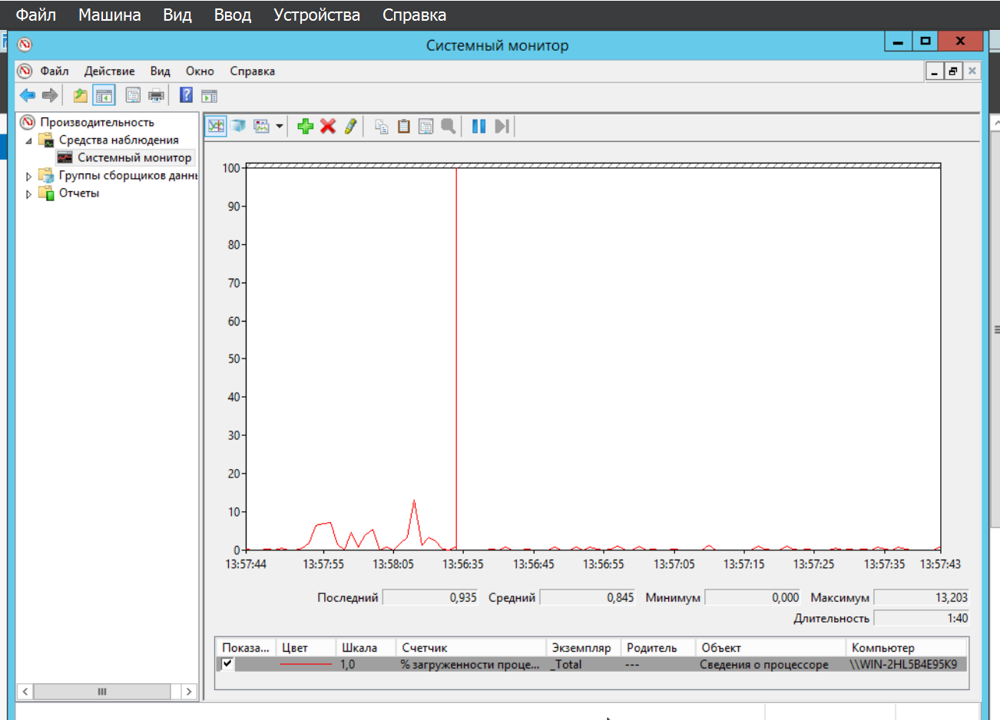 Файл Машина Вид Ввод Устройства Справка
Системный монитор
Файл Действие Вид Окно Справка
Производительность
Средства наблюдения
Системный монитор
Группы сборщиков данн
Отчеты
100
90
80
70
60
50
40
30
20
10
0
13:57:44 13:57:55 13:58:05 13:56:35 13:56:45 13:56:55 13:57:05 13:57:15 13:57:25 13:57:35 13:57:43
Последний 0,935 Средний 0,845 Минимум 0,000 Максимум 13,203
Длительность 1:40
Показа... Цвет Шкала Счетчик Экземпляр Родитель Объект Компьютер
1,0 % загруженности проце... _Total --- Сведения о процессоре \\WIN-2HL5B4E95K9